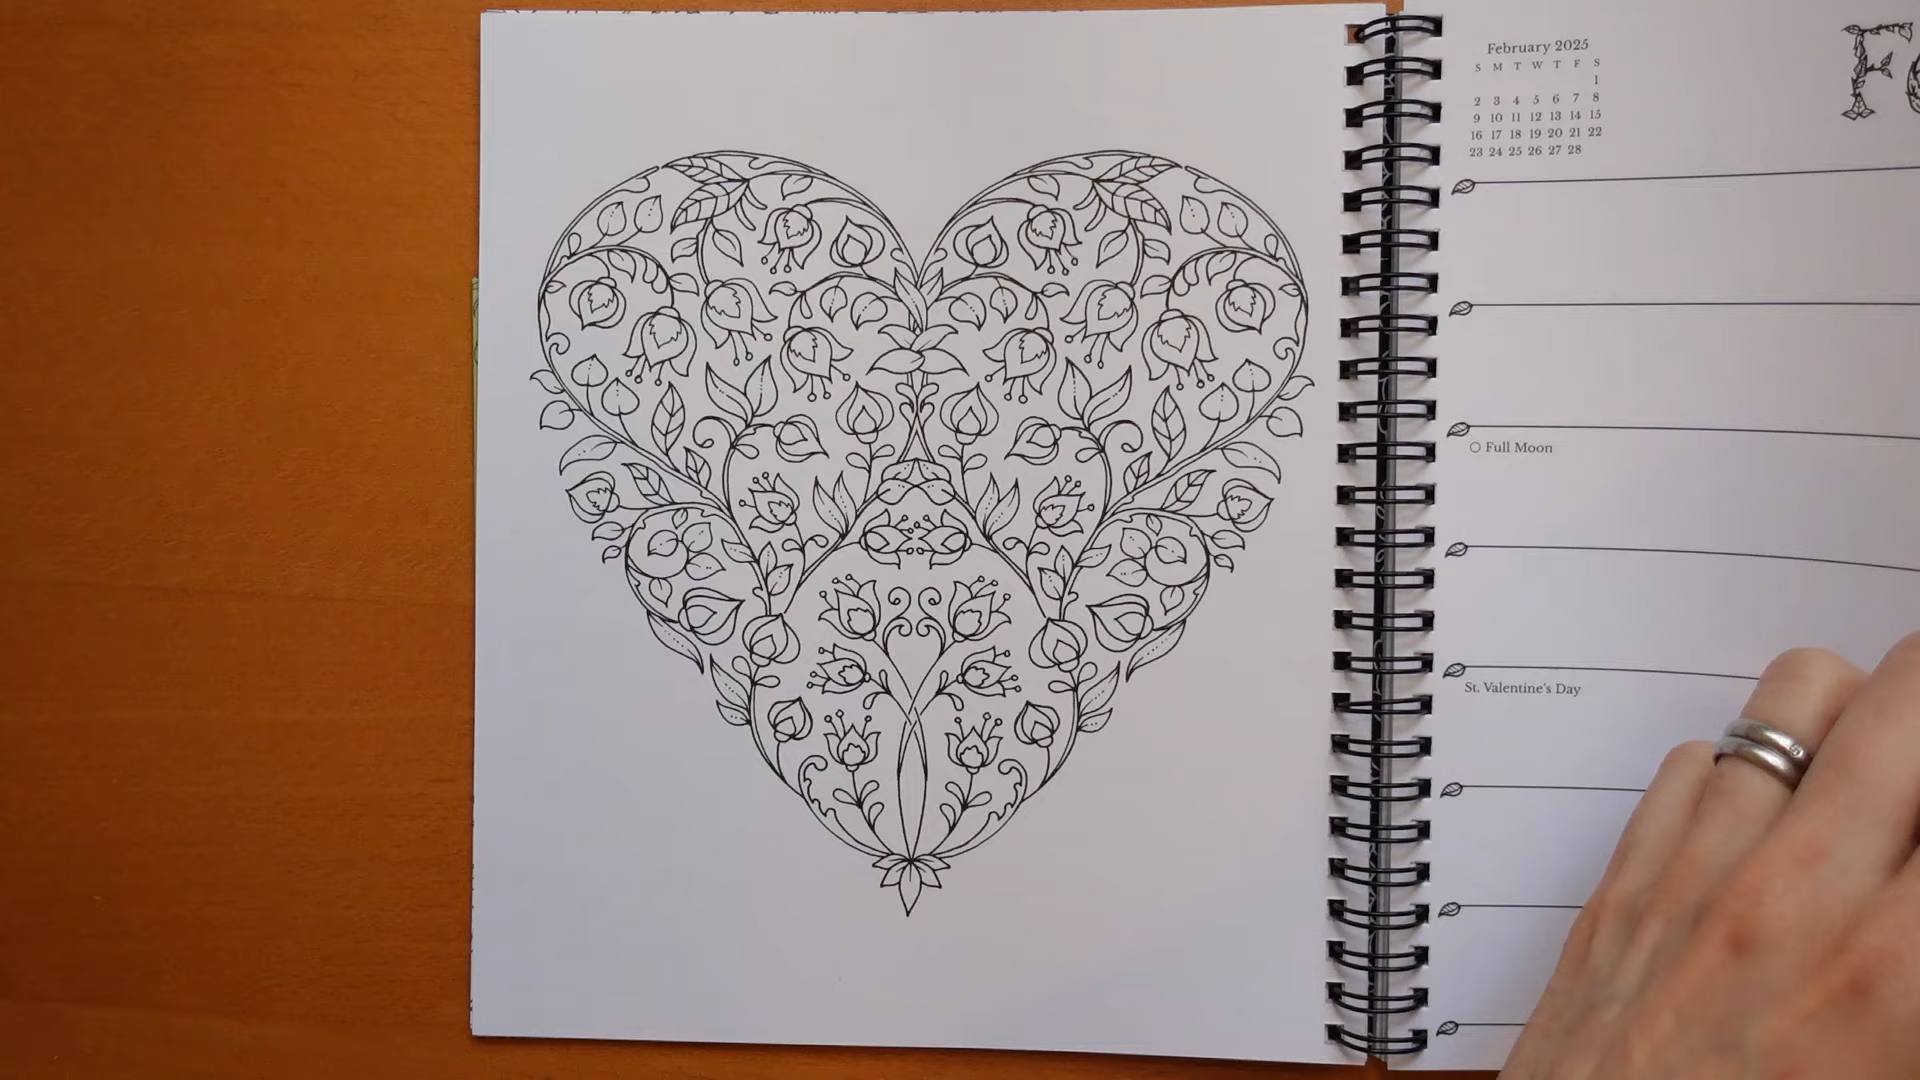 February 2025
S M T W T F S
1
2 3 4 5 6 7 8
9 10 11 12 13 14 15
16 17 18 19 20 21 22
23 24 25 26 27 28
Fe
Full Moon
St. Valentine's Day